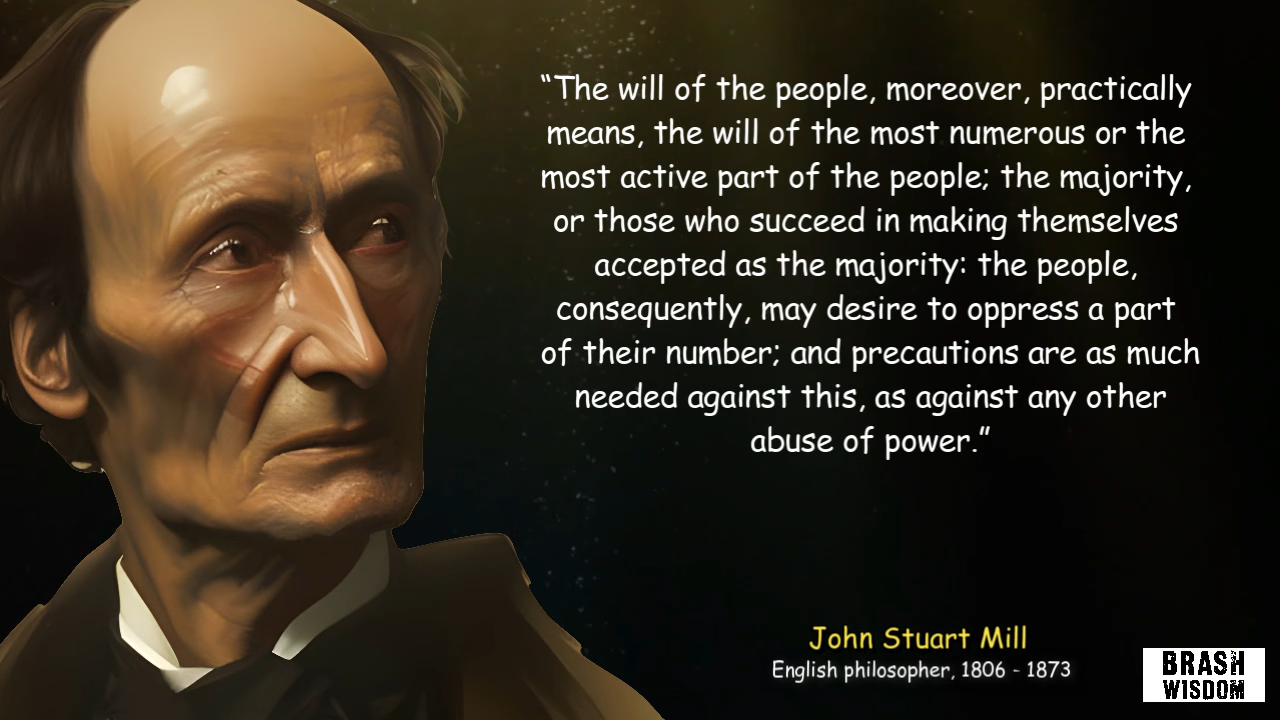 “The will of the people, moreover, practically
means, the will of the most numerous or the
most active part of the people; the majority,
or those who succeed in making themselves
accepted as the majority: the people,
consequently, may desire to oppress a part
of their number; and precautions are as much
needed against this, as against any other
abuse of power.”
John Stuart Mill
English philosopher, 1806 - 1873
BRASH
WISDOM